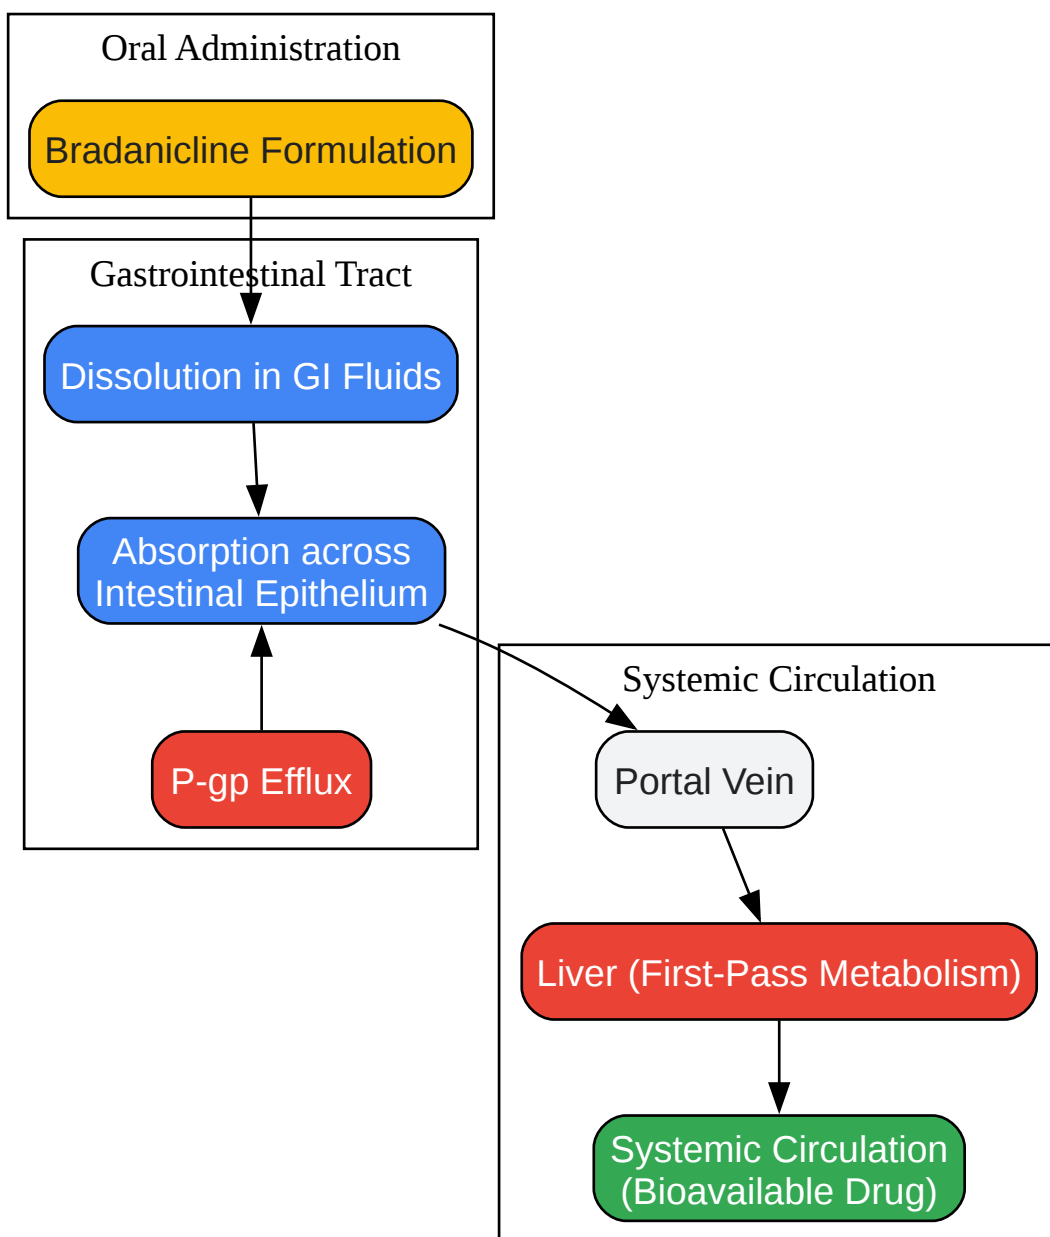 Oral Administration
Bradanicline Formulation
Gastrointestinal Tract
Dissolution in GI Fluids
Absorption across
Intestinal Epithelium
P-gp Efflux
Systemic Circulation
Portal Vein
Liver (First-Pass Metabolism)
Systemic Circulation
(Bioavailable Drug)